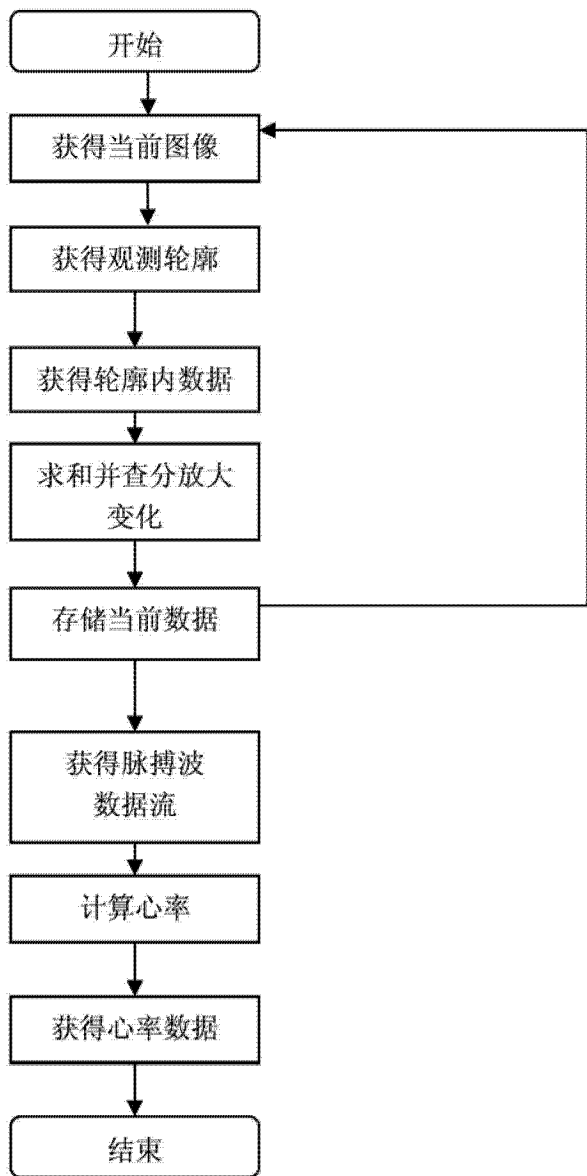 开始
获得当前图像
获得观测轮廓
获得轮廓内数据
求和并查分放大
变化
存储当前数据
获得脉搏波
数据流
计算心率
获得心率数据
结束